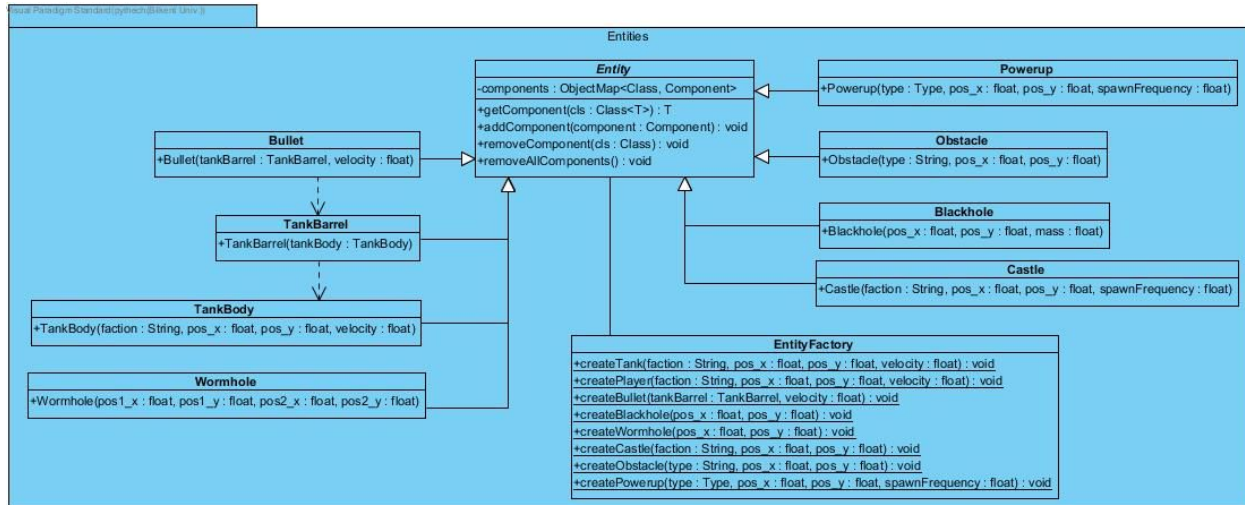 Visual Paradigm Standard(pythech(Bilkent Univ.))
Entities
Entity
-components : ObjectMap<Class, Component>
+getComponent(cls : Class<T>) : T
+addComponent(component : Component) : void
+removeComponent(cls : Class) : void
+removeAllComponents() : void
Bullet
+Bullet(tankBarrel : TankBarrel, velocity : float)
TankBarrel
+TankBarrel(tankBody : TankBody)
TankBody
+TankBody(faction : String, pos_x : float, pos_y : float, velocity : float)
Wormhole
+Wormhole(pos1_x : float, pos1_y : float, pos2_x : float, pos2_y : float)
Powerup
+Powerup(type : Type, pos_x : float, pos_y : float, spawnFrequency : float)
Obstacle
+Obstacle(type : String, pos_x : float, pos_y : float)
Blackhole
+Blackhole(pos_x : float, pos_y : float, mass : float)
Castle
+Castle(faction : String, pos_x : float, pos_y : float, spawnFrequency : float)
EntityFactory
+createTank(faction : String, pos_x : float, pos_y : float, velocity : float) : void
+createPlayer(faction : String, pos_x : float, pos_y : float, velocity : float) : void
+createBullet(tankBarrel : TankBarrel, velocity : float) : void
+createBlackhole(pos_x : float, pos_y : float) : void
+createWormhole(pos_x : float, pos_y : float) : void
+createCastle(faction : String, pos_x : float, pos_y : float) : void
+createObstacle(type : String, pos_x : float, pos_y : float) : void
+createPowerup(type : Type, pos_x : float, pos_y : float, spawnFrequency : float) : void